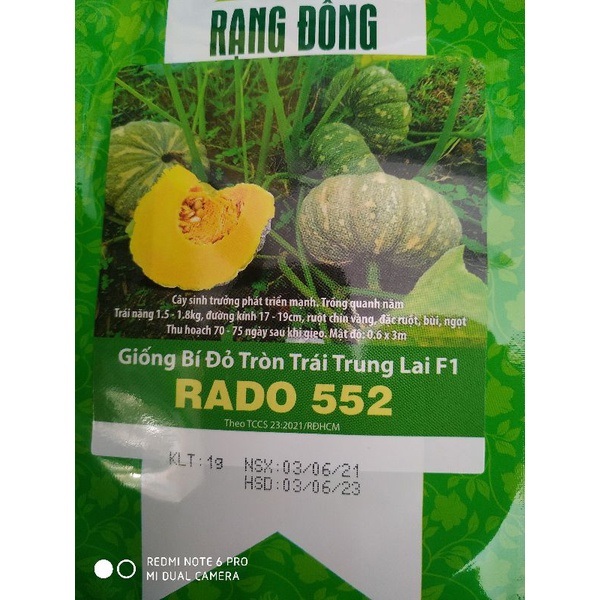 RẠNG ĐÔNG
Cây sinh trưởng phát triển mạnh. Trồng quanh năm
Trái nặng 1.5 - 1,8kg, đường kính 17 - 19cm, ruột chín vàng, đặc ruột, bùi, ngọt
Thu hoạch 70 - 75 ngày sau khi gieo. Mật độ: 0.6 x 3m
Giống Bí Đỏ Tròn Trái Trung Lai F1
RADO 552
Theo TCCS 23:2021/RĐHCM
KLT: 1g NSX:03/06/21
HSD:03/06/23
REDMI NOTE 6 PRO
MI DUAL CAMERA